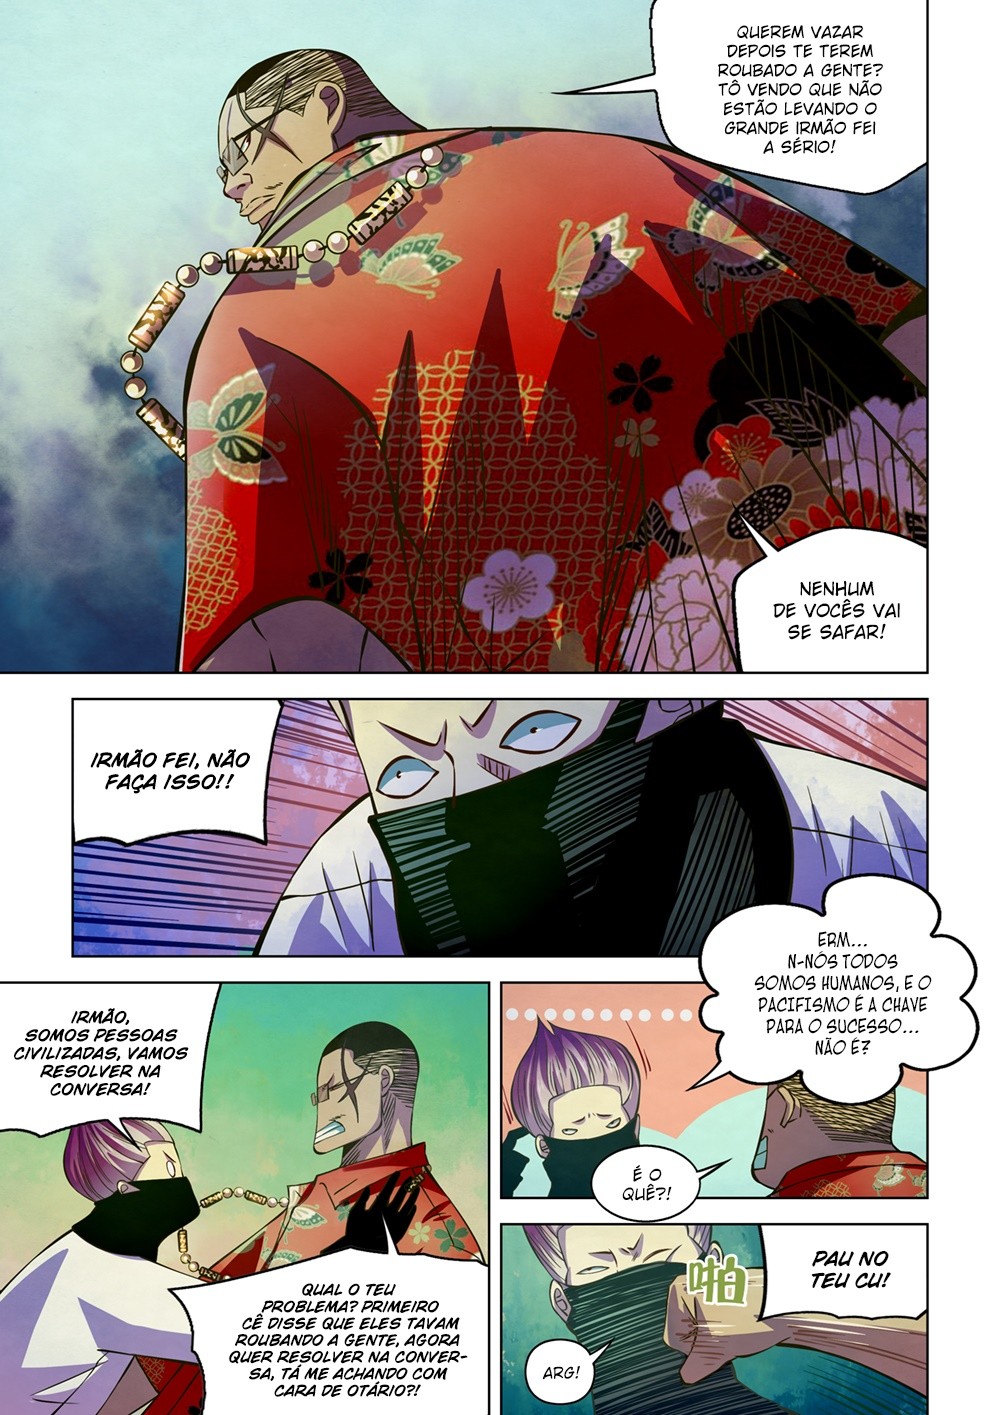 QUEREM VAZAR
DEPOIS TE TEREM
ROUBADO A GENTE?
TÔ VENDO QUE NÃO
ESTÃO LEVANDO O
GRANDE IRMÃO FEI
A SÉRIO!
NENHUM
DE VOCÊS VAI
SE SAFAR!
IRMÃO FEI, NÃO
FAÇA ISSO!!
IRMÃO,
SOMOS PESSOAS
CIVILIZADAS, VAMOS
RESOLVER NA
CONVERSA!
QUAL O TEU
PROBLEMA? PRIMEIRO
CÊ DISSE QUE ELES TAVAM
ROUBANDO A GENTE, AGORA
QUER RESOLVER NA CONVER-
SA, TÁ ME ACHANDO COM
CARA DE OTÁRIO?!
ERM...
N-NÓS TODOS
SOMOS HUMANOS, E O
PACIFISMO É A CHAVE
PARA O SUCESSO...
NÃO É?
É O
QUÊ?!
PAU NO
TEU CU!
啪
ARG!